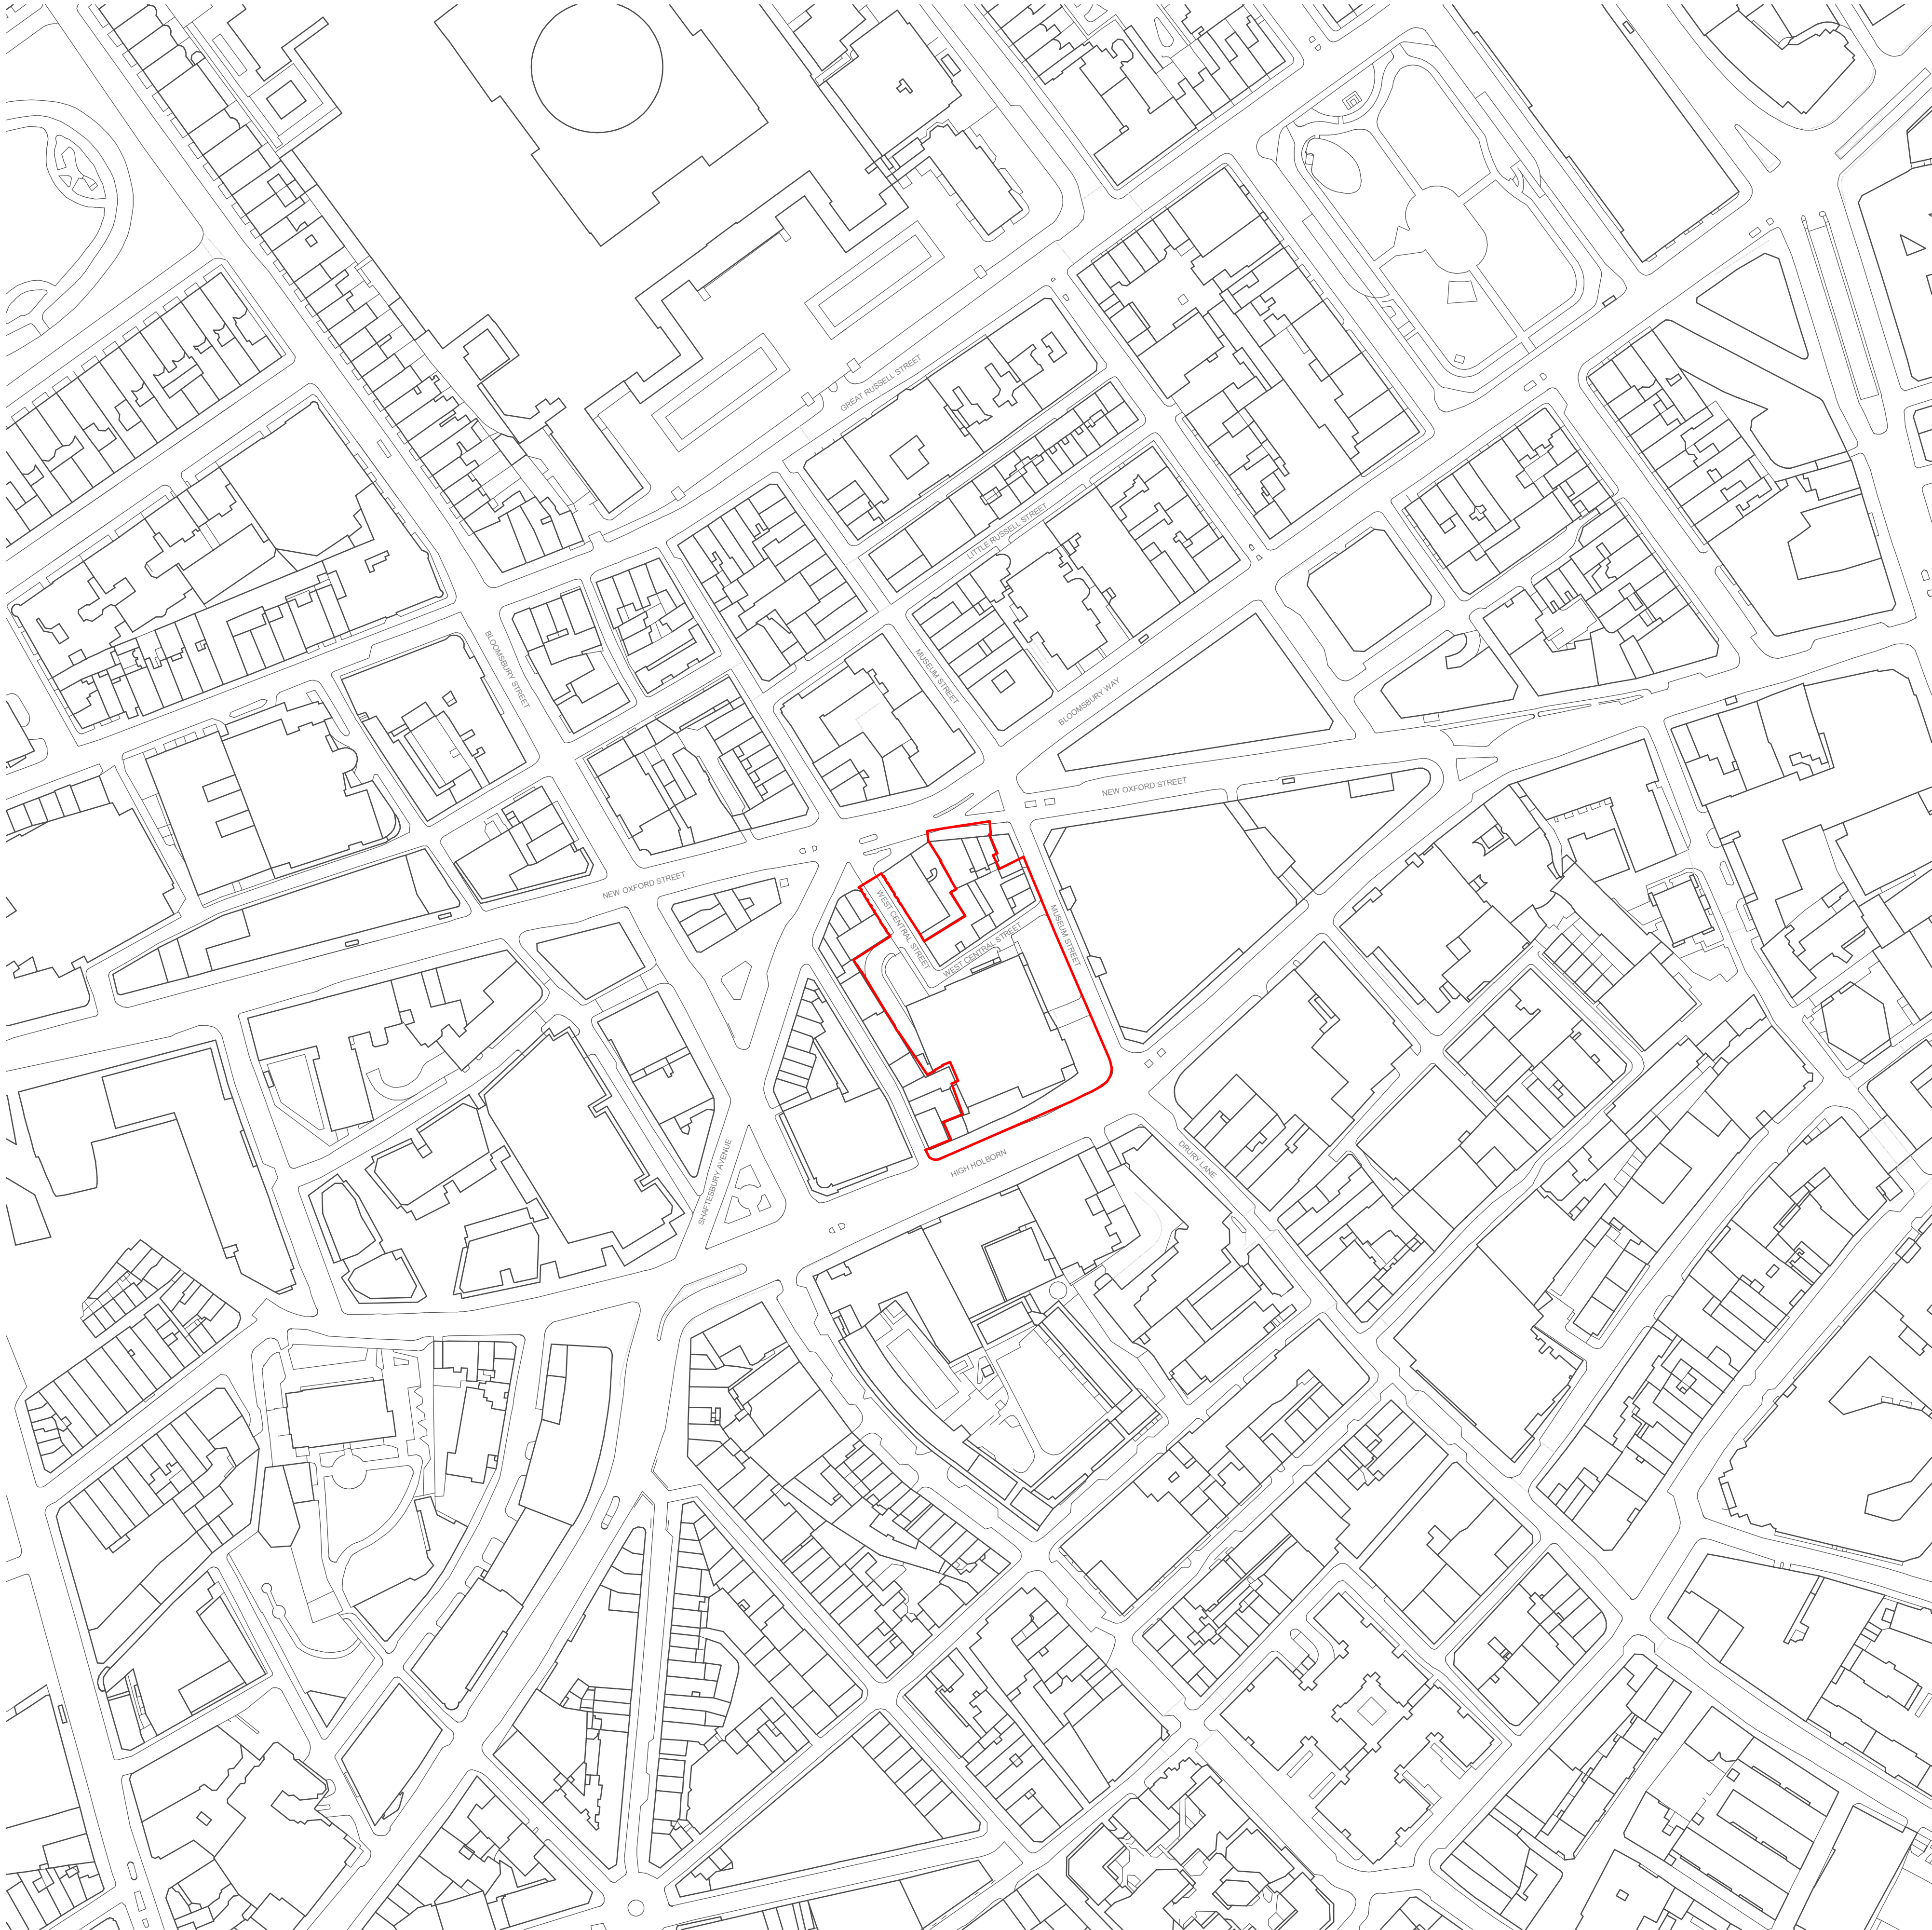 GREAT RUSSELL STREET
LITTLE RUSSELL STREET
BLOOMSBURY STREET
MUSEUM STREET
BLOOMSBURY WAY
NEW OXFORD STREET
NEW OXFORD STREET
WEST CENTRAL STREET
WEST CENTRAL STREET
MUSEUM STREET
SHAFTESBURY AVENUE
HIGH HOLBORN
DRURY LANE